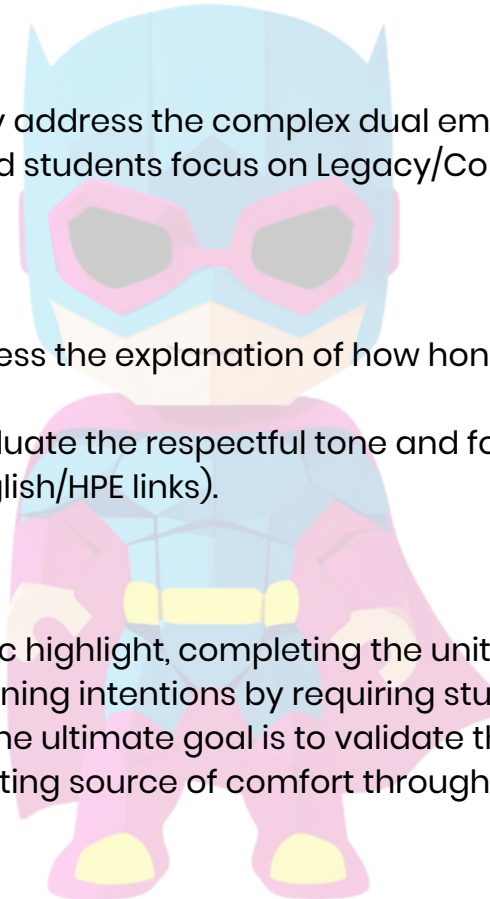 y address the complex dual em
d students focus on Legacy/Co
ess the explanation of how hon
luate the respectful tone and fo
glish/HPE links).
c highlight, completing the unit
ning intentions by requiring stu
ne ultimate goal is to validate th
ting source of comfort through